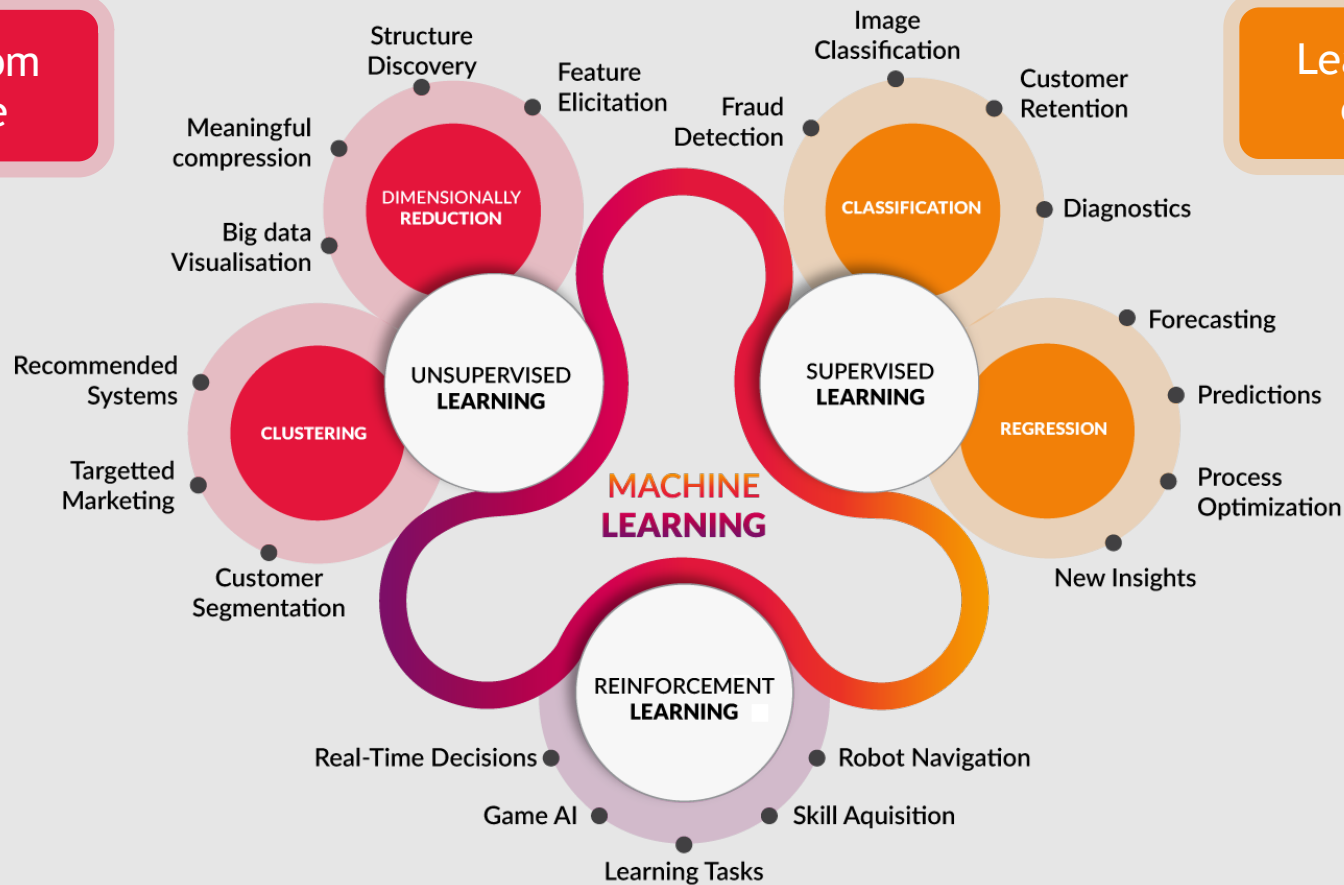 Structure
Discovery
Feature
Elicitation
Meaningful
compression
Big data
Visualisation
DIMENSIONALLY
REDUCTION
Image
Classification
Fraud
Detection
Customer
Retention
Diagnostics
CLASSIFICATION
Recommended
Systems
Targetted
Marketing
Customer
Segmentation
CLUSTERING
UNSUPERVISED
LEARNING
SUPERVISED
LEARNING
Forecasting
Predictions
Process
Optimization
New Insights
REGRESSION
MACHINE
LEARNING
REINFORCEMENT
LEARNING
Real-Time Decisions
Game AI
Learning Tasks
Skill Aquisition
Robot Navigation